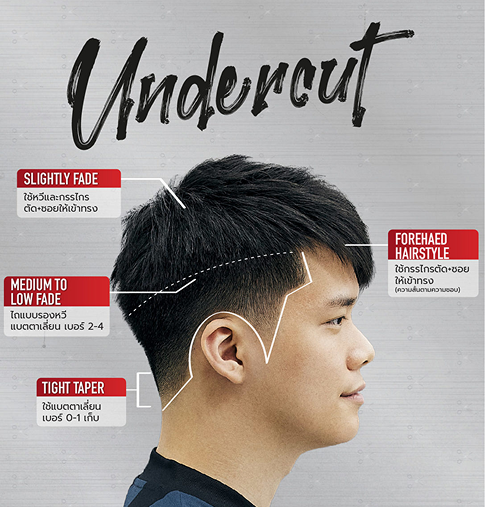 Undercut
SLIGHTLY FADE
ใช้หวีและกรรไกร
ตัด+ซอยให้เข้าทรง
FOREHAED
HAIRSTYLE
ใช้กรรไกรตัด+ซอย
ให้เข้าทรง
(ความสั้นตามความชอบ)
MEDIUM TO
LOW FADE
ไถแบบรองหวี
แบตตาเลี่ยน เบอร์ 2-4
TIGHT TAPER
ใช้แบตตาเลี่ยน
เบอร์ 0-1 เก็บ